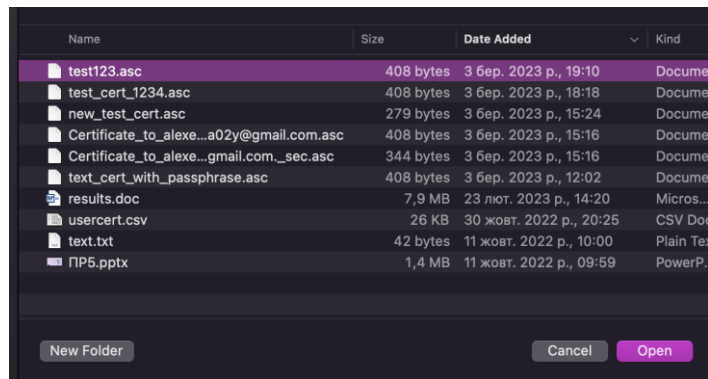 Name Size Date Added Kind
test123.asc 408 bytes 3 бер. 2023 р., 19:10 Docume
test_cert_1234.asc 408 bytes 3 бер. 2023 р., 18:18 Docume
new_test_cert.asc 279 bytes 3 бер. 2023 р., 15:24 Docume
Certificate_to_alexe...a02y@gmail.com.asc 408 bytes 3 бер. 2023 р., 15:16 Docume
Certificate_to_alexe...gmail.com._sec.asc 344 bytes 3 бер. 2023 р., 15:16 Docume
text_cert_with_passphrase.asc 408 bytes 3 бер. 2023 р., 12:02 Docume
results.doc 7,9 MB 23 лют. 2023 р., 14:20 Micros...
usercert.csv 26 KB 30 жовт. 2022 р., 20:25 CSV Doc
text.txt 42 bytes 11 жовт. 2022 р., 10:00 Plain Te
ПР5.pptx 1,4 MB 11 жовт. 2022 р., 09:59 PowerP.
New Folder Cancel Open